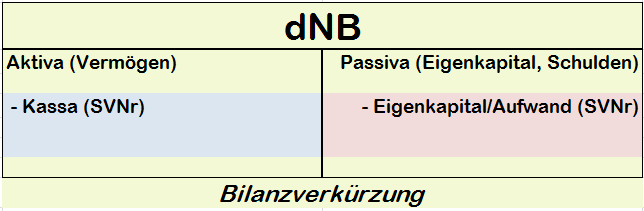 dNB
Aktiva (Vermögen) Passiva (Eigenkapital, Schulden)
- Kassa (SVNr) - Eigenkapital/Aufwand (SVNr)
Bilanzverkürzung